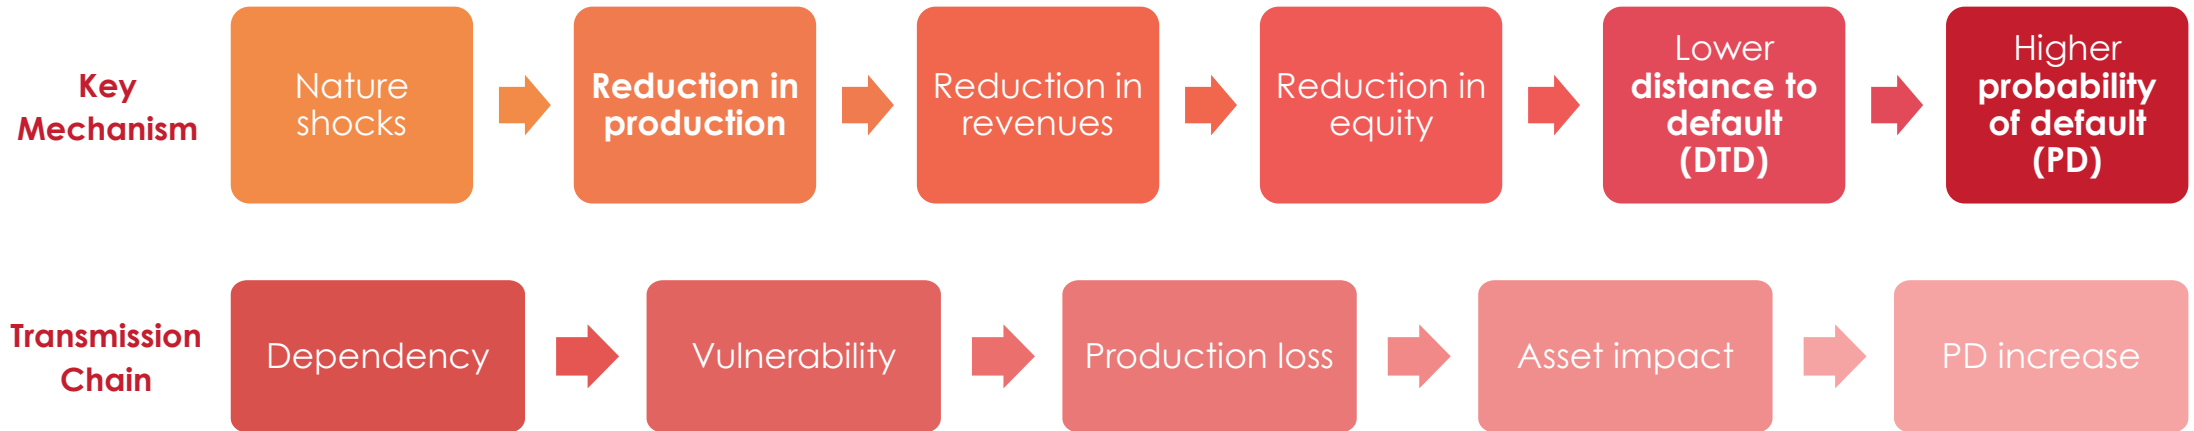 Key
Mechanism
Nature
shocks
Reduction in
production
Reduction in
revenues
Reduction in
equity
Lower
distance to
default
(DTD)
Higher
probability
of default
(PD)
Transmission
Chain
Dependency
Vulnerability
Production loss
Asset impact
PD increase